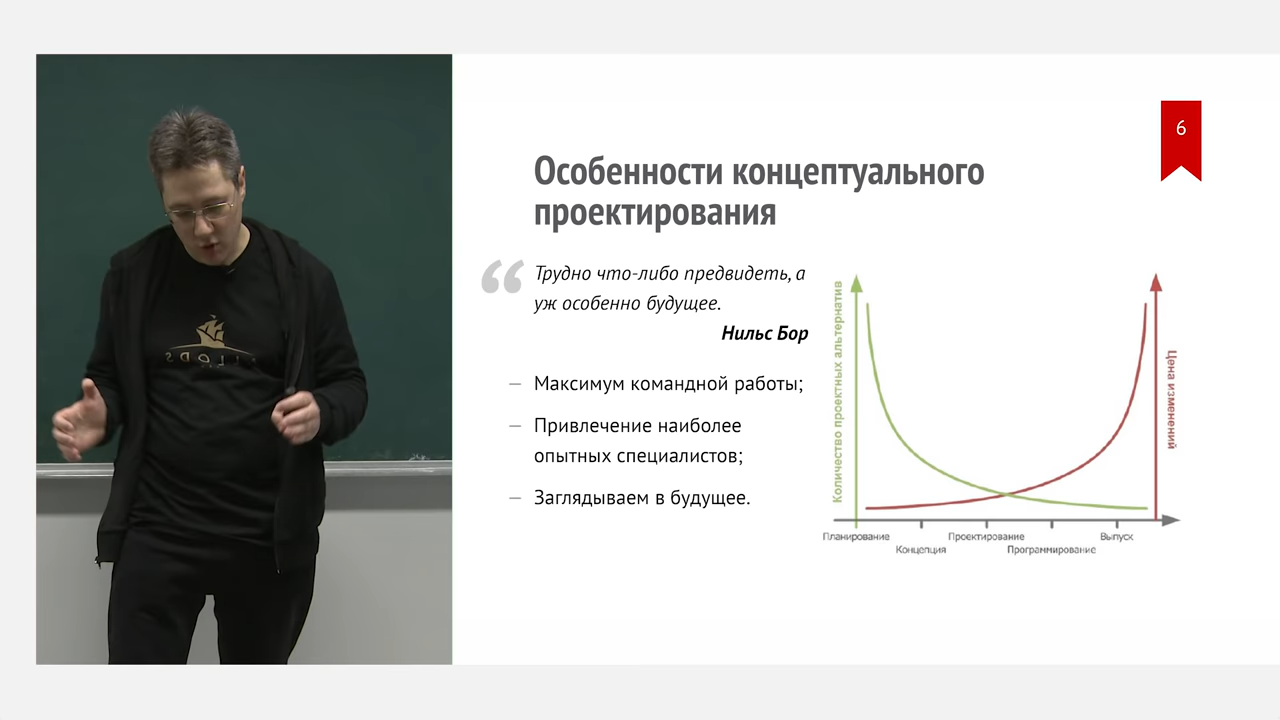 6
Особенности концептуального
проектирования
“
Трудно что-либо предвидеть, а
уж особенно будущее.
Нильс Бор
— Максимум командной работы;
— Привлечение наиболее
опытных специалистов;
— Заглядываем в будущее.
Количество проектных альтернатив
Цена изменений
Планирование
Концепция
Проектирование
Программирование
Выпуск